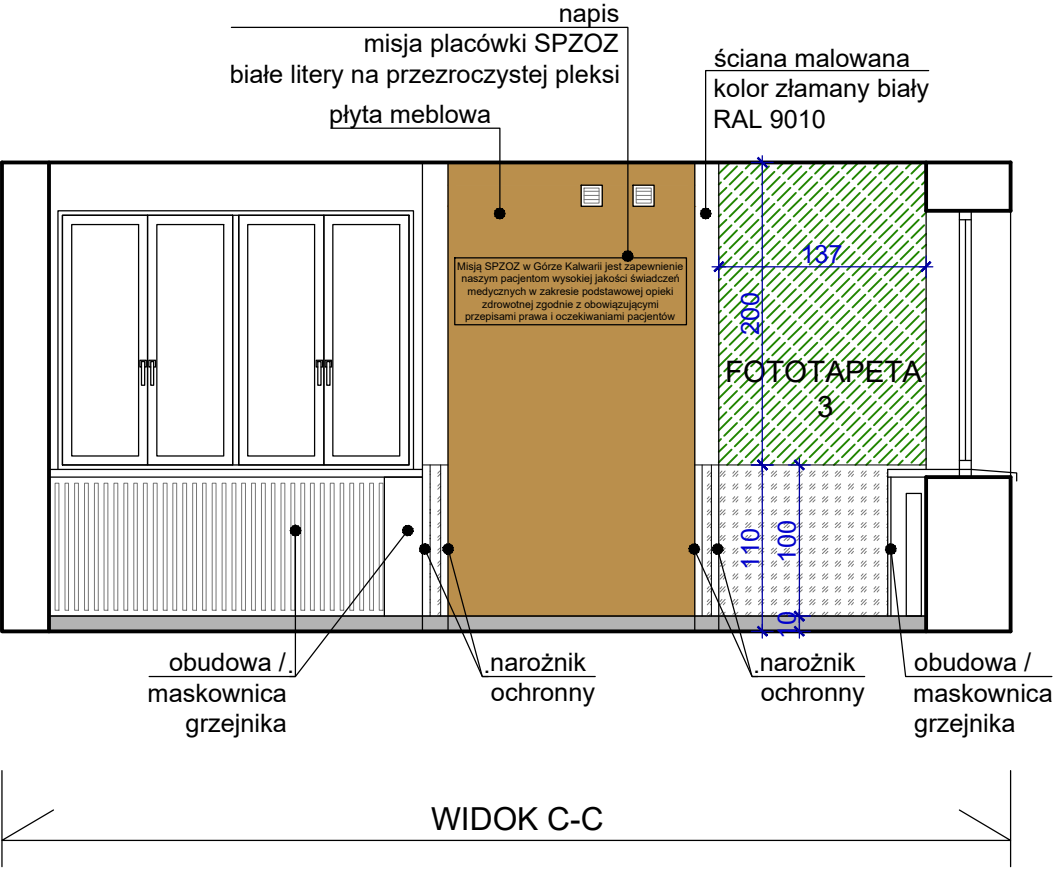 napis
misja placówki SPZOZ
białe litery na przezroczystej pleksi
płyta meblowa
ściana malowana
kolor złamany biały
RAL 9010
Misją SPZOZ w Górze Kalwarii jest zapewnienie
naszym pacjentom wysokiej jakości świadczeń
medycznych w zakresie podstawowej opieki
zdrowotnej zgodnie z obowiązującymi
przepisami prawa i oczekiwaniami pacjentów
137
200
FOTOTAPETA
3
110
100
10
obudowa /.
maskownica
grzejnika
.narożnik
ochronny
.narożnik
ochronny
obudowa /
maskownica
grzejnika
WIDOK C-C